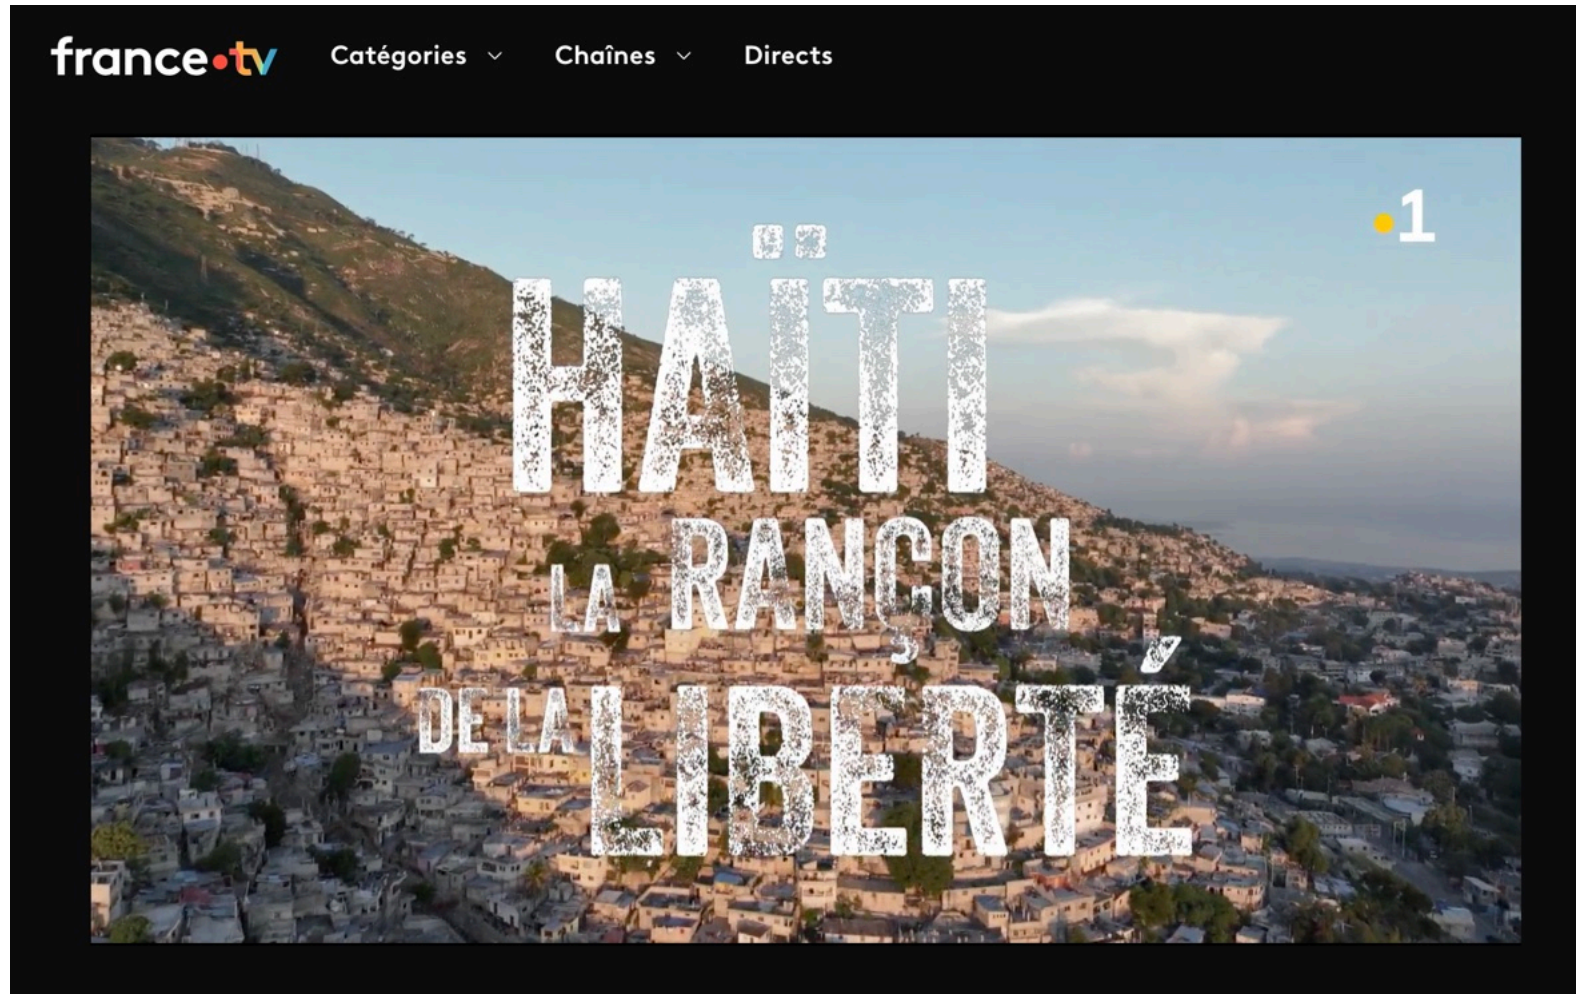 france•tv Catégories Chaînes Directs
•1
HAÏTI
LA RANÇON
DE LA LIBERTÉ